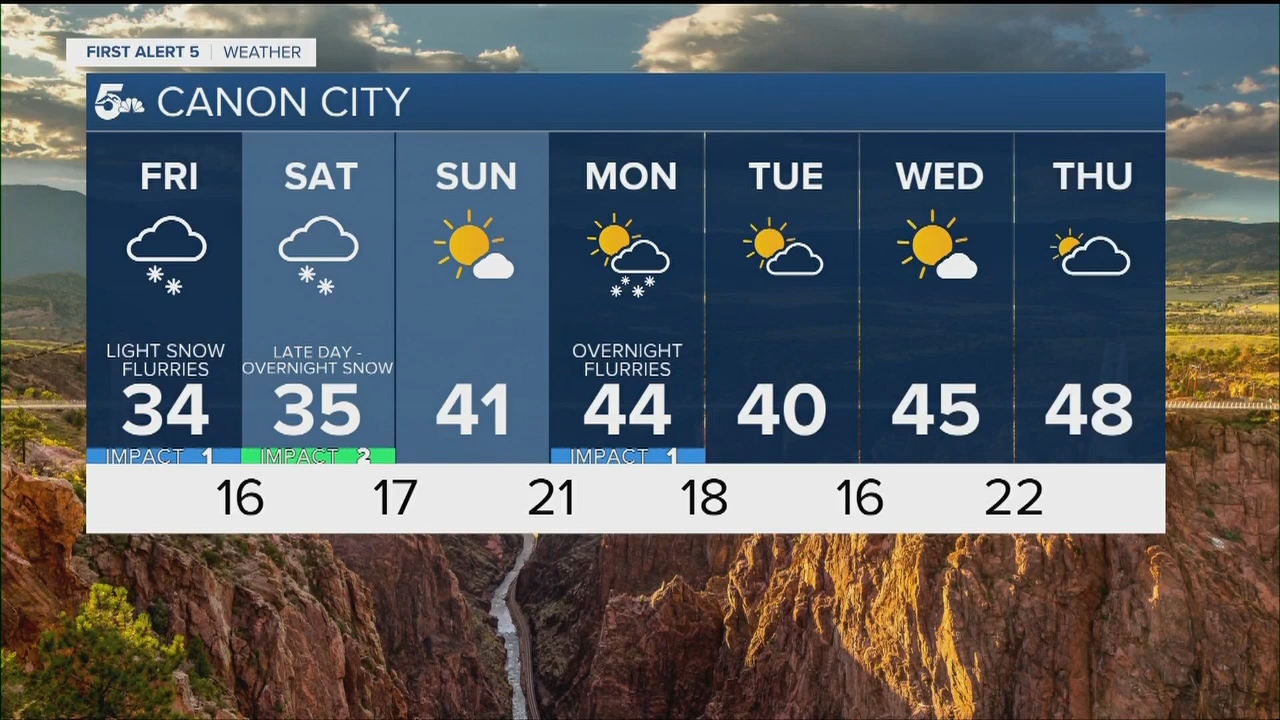 FIRST ALERT 5 | WEATHER
5 CANON CITY
FRI SAT SUN MON TUE WED THU
LIGHT SNOW
FLURRIES
LATE DAY -
OVERNIGHT SNOW
OVERNIGHT
FLURRIES
34 35 41 44 40 45 48
IMPACT 1 IMPACT 2 IMPACT 1
16 17 21 18 16 22